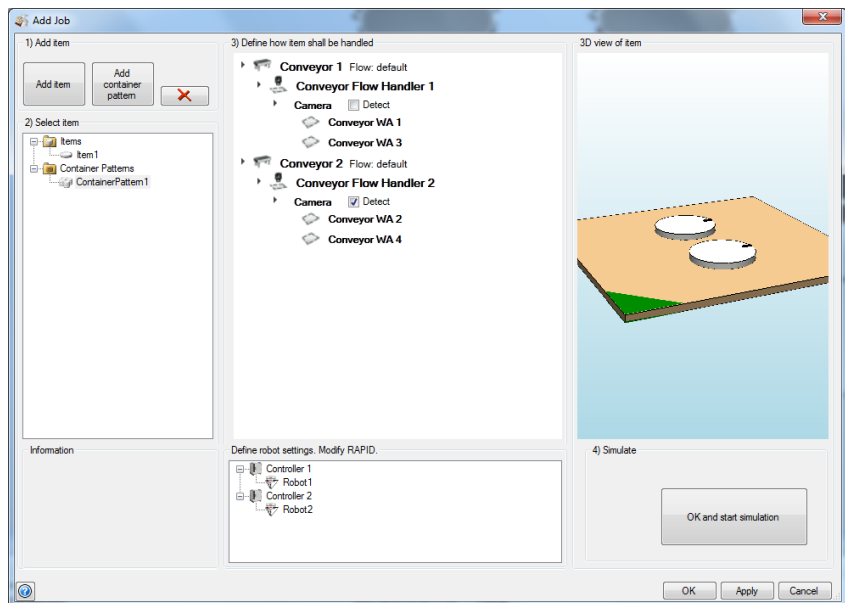 Add Job
1) Add item
Add item
Add
container
pattern
2) Select item
Items
Item1
Container Patterns
ContainerPattern1
Information
3) Define how item shall be handled
Conveyor 1 Flow: default
Conveyor Flow Handler 1
Camera Detect
Conveyor WA 1
Conveyor WA 3
Conveyor 2 Flow: default
Conveyor Flow Handler 2
Camera Detect
Conveyor WA 2
Conveyor WA 4
Define robot settings. Modify RAPID.
Controller 1
Robot1
Controller 2
Robot2
3D view of item
4) Simulate
OK and start simulation
OK Apply Cancel